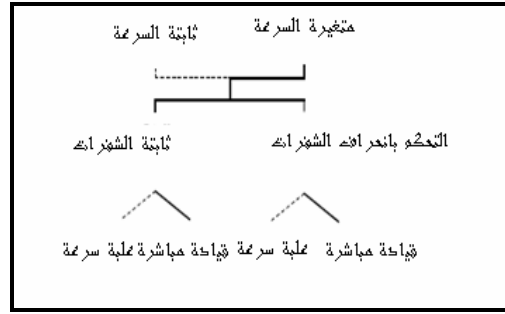 متغيرة السرعة ثابتة السرعة
التحكم بانحراف الشفرات ثابتة الشفرات
قيادة مباشرة علبة سرعة قيادة مباشرة علبة سرعة